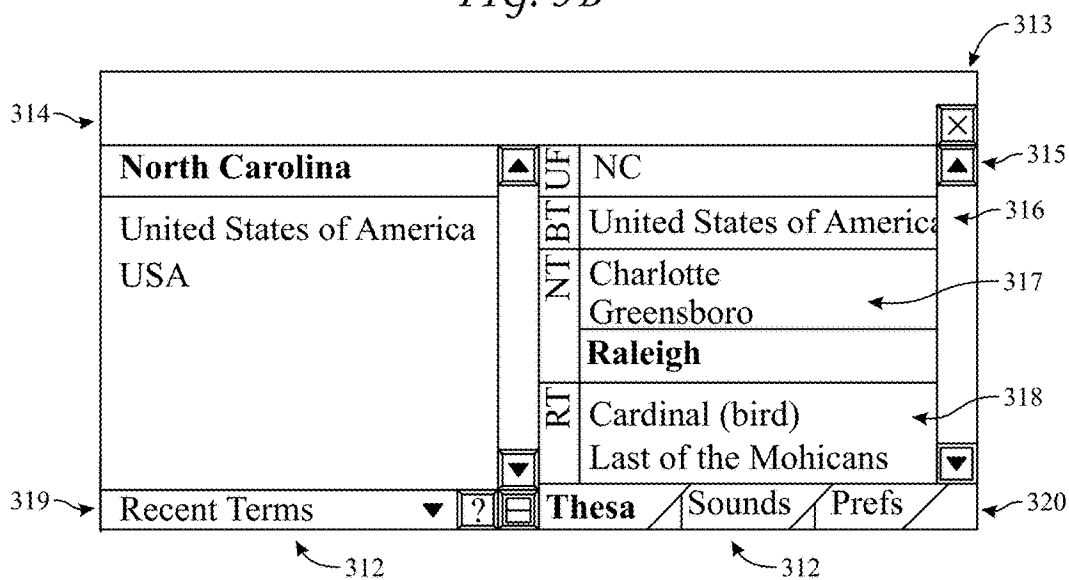 FIG. 9B
313
314
X
North Carolina
UF
NC
315
United States of America
BT
United States of America
316
USA
NT
Charlotte
317
Greensboro
Raleigh
RT
Cardinal (bird)
318
Last of the Mohicans
319
Recent Terms
?
Thesa
Sounds
Prefs
320
312
312